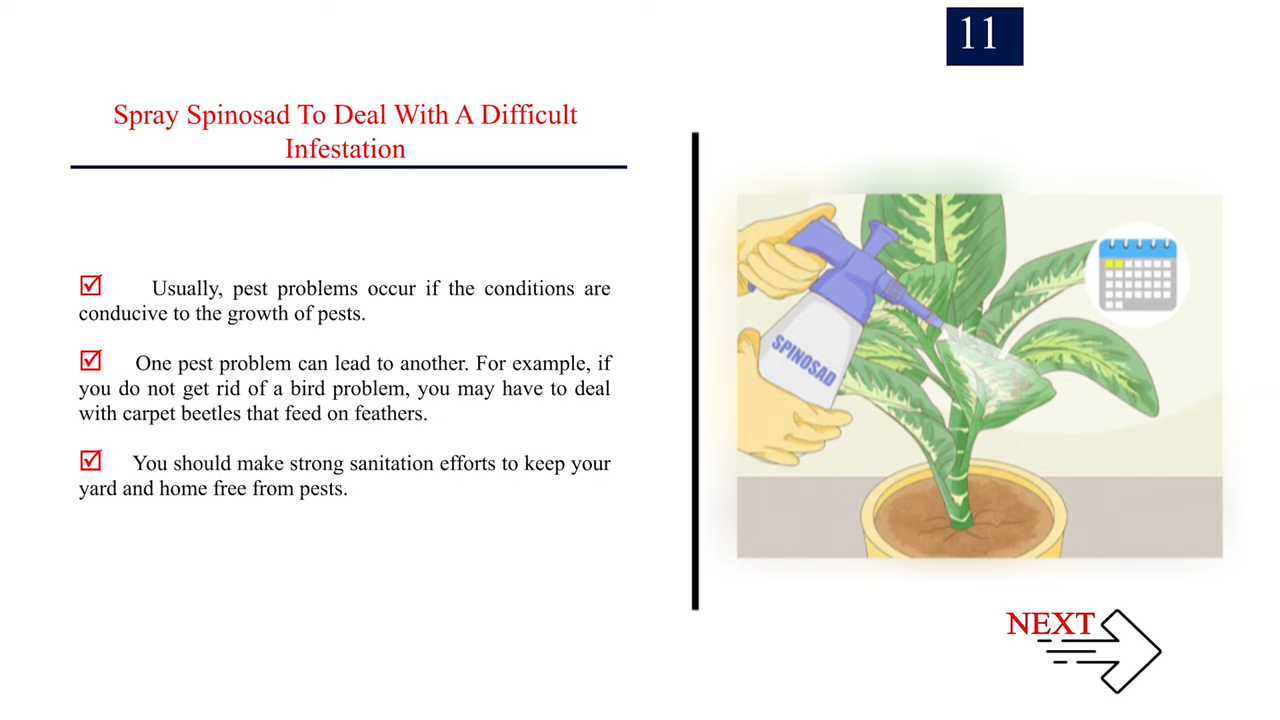 11
Spray Spinosad To Deal With A Difficult
Infestation
Usually, pest problems occur if the conditions are
conducive to the growth of pests.
One pest problem can lead to another. For example, if
you do not get rid of a bird problem, you may have to deal
with carpet beetles that feed on feathers.
You should make strong sanitation efforts to keep your
yard and home free from pests.
SPINOSAD
NEXT